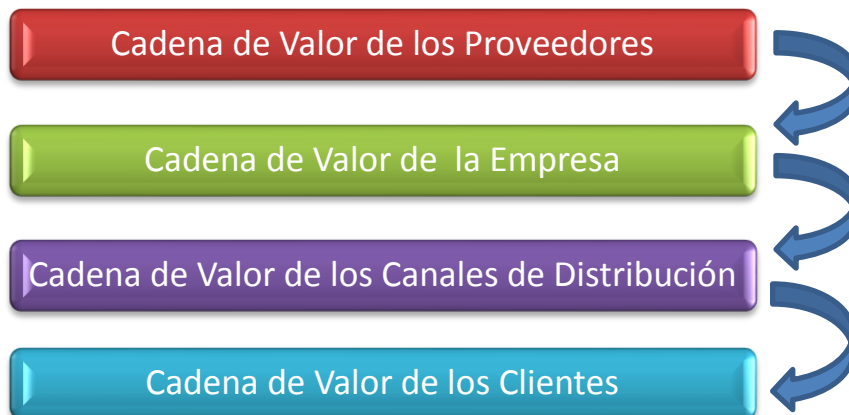 Cadena de Valor de los Proveedores
Cadena de Valor de la Empresa
Cadena de Valor de los Canales de Distribución
Cadena de Valor de los Clientes